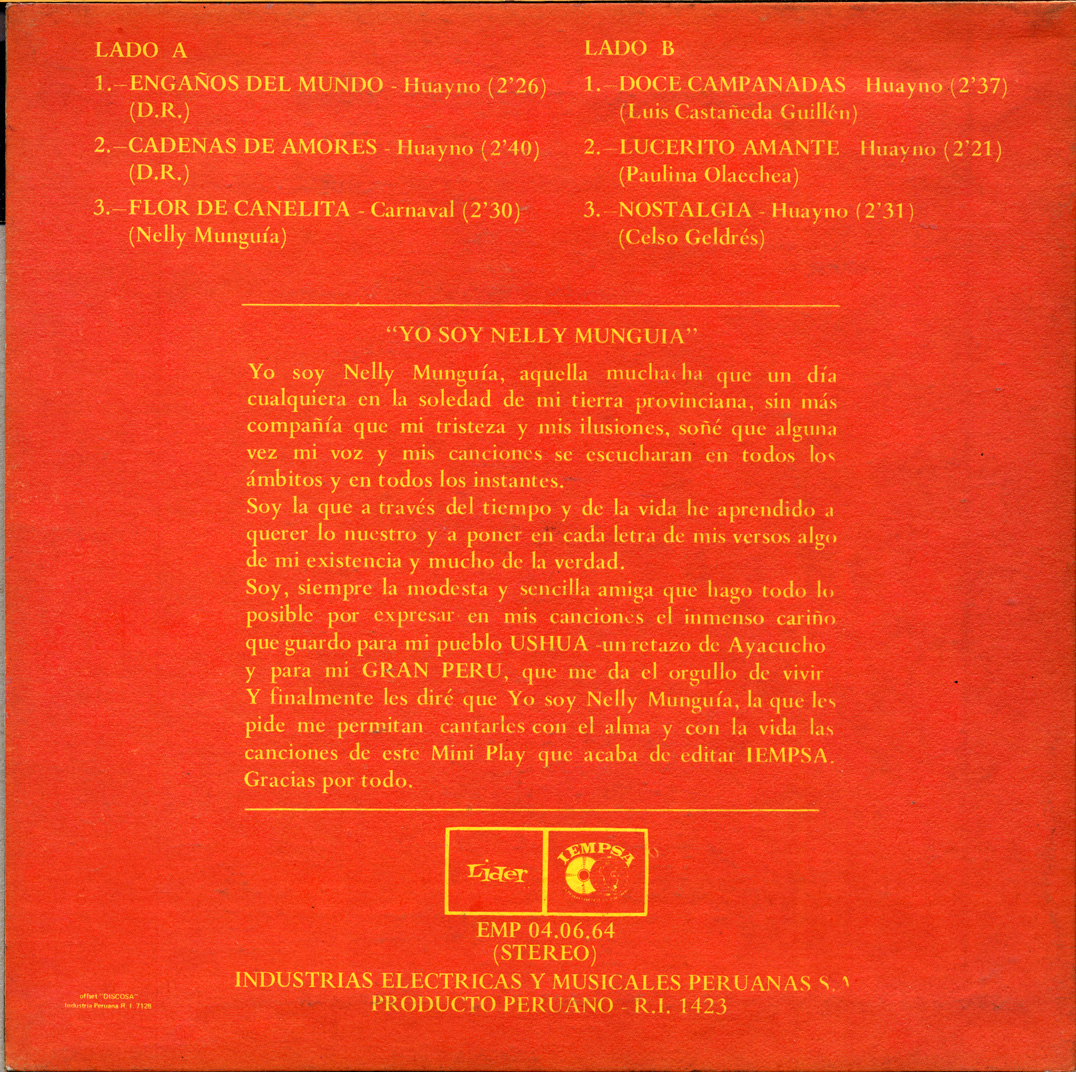 LADO A
1.-ENGAÑOS DEL MUNDO - Huayno (2'26)
(D.R.)
2.-CADENAS DE AMORES - Huayno (2'40)
(D.R.)
3.-FLOR DE CANELITA - Carnaval (2'30)
(Nelly Munguía)
LADO B
1.-DOCE CAMPANADAS Huayno (2'37)
(Luis Castañeda Guillén)
2.-LUCERITO AMANTE Huayno (2'21)
(Paulina Olaechea)
3.-NOSTALGIA - Huayno (2'31)
(Celso Geldrés)
"YO SOY NELLY MUNGUIA"
Yo soy Nelly Munguía, aquella muchacha que un día
cualquiera en la soledad de mi tierra provinciana, sin más
compañía que mi tristeza y mis ilusiones, soñé que alguna
vez mi voz y mis canciones se escucharan en todos los
ámbitos y en todos los instantes.
Soy la que a través del tiempo y de la vida he aprendido a
querer lo nuestro y a poner en cada letra de mis versos algo
de mi existencia y mucho de la verdad.
Soy, siempre la modesta y sencilla amiga que hago todo lo
posible por expresar en mis canciones el inmenso cariño
que guardo para mi pueblo USHUA -un retazo de Ayacucho
y para mi GRAN PERU, que me da el orgullo de vivir
Y finalmente les diré que Yo soy Nelly Munguía, la que les
pide me permitan cantarles con el alma y con la vida las
canciones de este Mini Play que acaba de editar IEMPSA.
Gracias por todo.
Lider
IEMPSA
EMP 04.06.64
(STEREO)
INDUSTRIAS ELECTRICAS Y MUSICALES PERUANAS S.A
PRODUCTO PERUANO - R.I. 1423
offset "DISCOSA"
Industria Peruana R. I. 7128